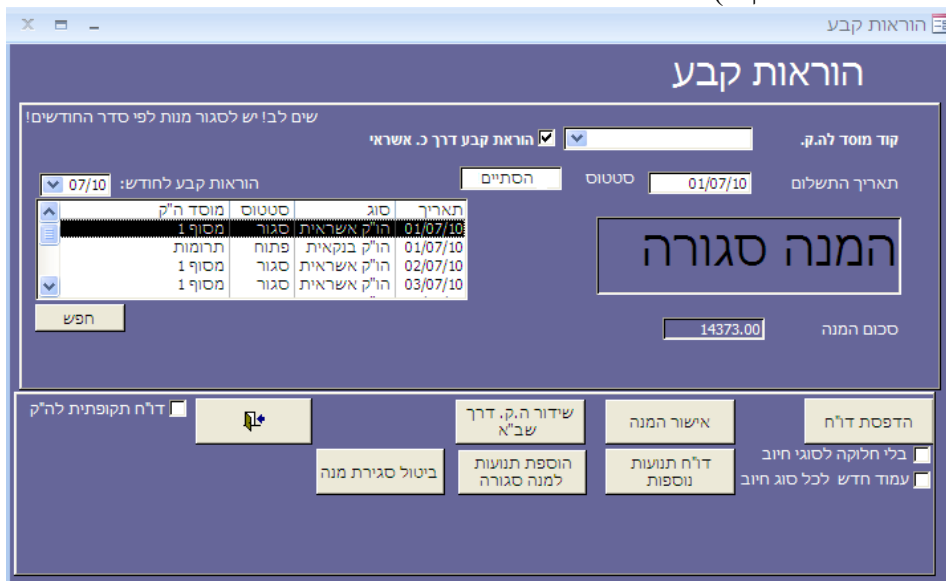 הוראות קבע
הוראות קבע
שים לב! יש לסגור מנות לפי סדר החודשים!
קוד מוסד לה.ק. הוראת קבע דרך כ. אשראי
תאריך התשלום 01/07/10 סטטוס הסתיים הוראות קבע לחודש: 07/10
תאריך סוג סטטוס מוסד ה"ק
01/07/10 הו"ק אשראית סגור מסוף 1
01/07/10 הו"ק בנקאית פתוח תרומות
02/07/10 הו"ק אשראית סגור מסוף 1
03/07/10 הו"ק אשראית סגור מסוף 1
המנה סגורה
חפש
סכום המנה 14373.00
הדפסת דו"ח
אישור המנה
שידור ה.ק. דרך
שב"א
דו"ח תקופתית לה"ק
בלי חלוקה לסוגי חיוב
עמוד חדש לכל סוג חיוב
דו"ח תנועות
נוספות
הוספת תנועות
למנה סגורה
ביטול סגירת מנה